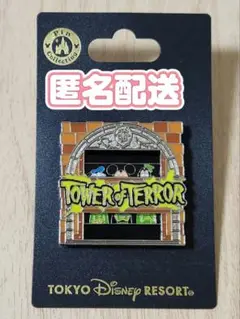 Pin
Collection
匿名配送
TOWER of TERROR
TOKYO DISNEY RESORT®